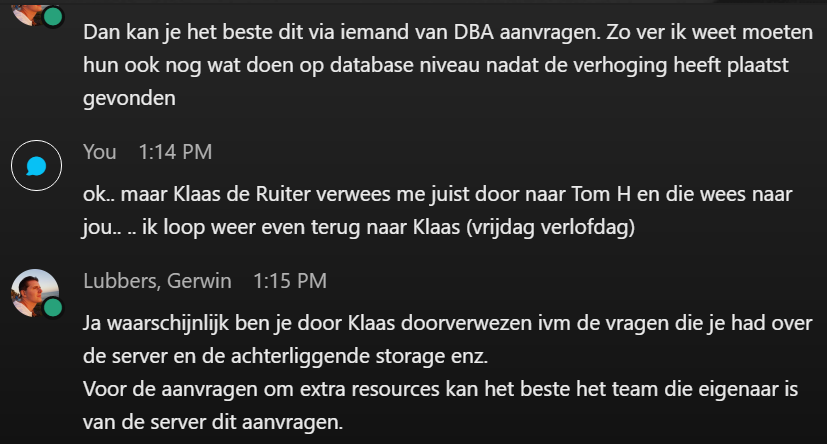 Dan kan je het beste dit via iemand van DBA aanvragen. Zo ver ik weet moeten
hun ook nog wat doen op database niveau nadat de verhoging heeft plaatst
gevonden
You 1:14 PM
ok.. maar Klaas de Ruiter verwees me juist door naar Tom H en die wees naar
jou.. .. ik loop weer even terug naar Klaas (vrijdag verlofdag)
Lubbers, Gerwin 1:15 PM
Ja waarschijnlijk ben je door Klaas doorverwezen ivm de vragen die je had over
de server en de achterliggende storage enz.
Voor de aanvragen om extra resources kan het beste het team die eigenaar is
van de server dit aanvragen.